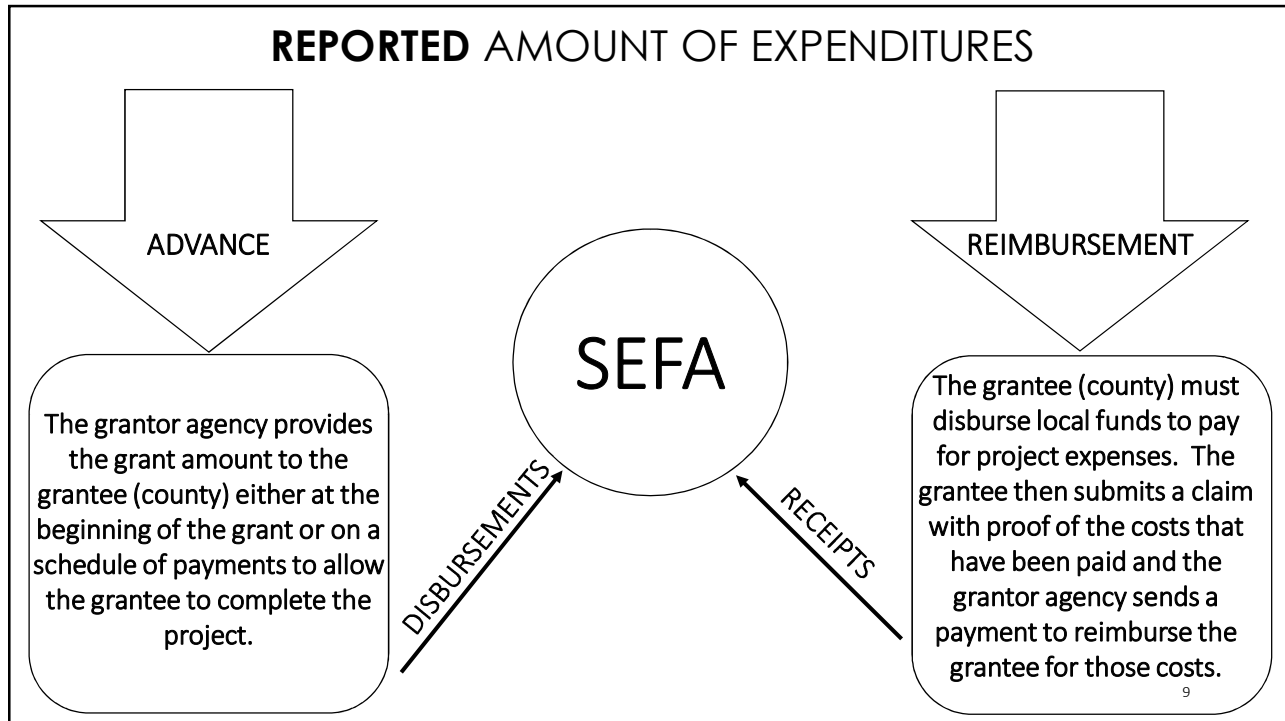 REPORTED AMOUNT OF EXPENDITURES
ADVANCE
The grantor agency provides
the grant amount to the
grantee (county) either at the
beginning of the grant or on a
schedule of payments to allow
the grantee to complete the
project.
DISBURSEMENTS
SEFA
RECEIPTS
REIMBURSEMENT
The grantee (county) must
disburse local funds to pay
for project expenses. The
grantee then submits a claim
with proof of the costs that
have been paid and the
grantor agency sends a
payment to reimburse the
grantee for those costs.
9